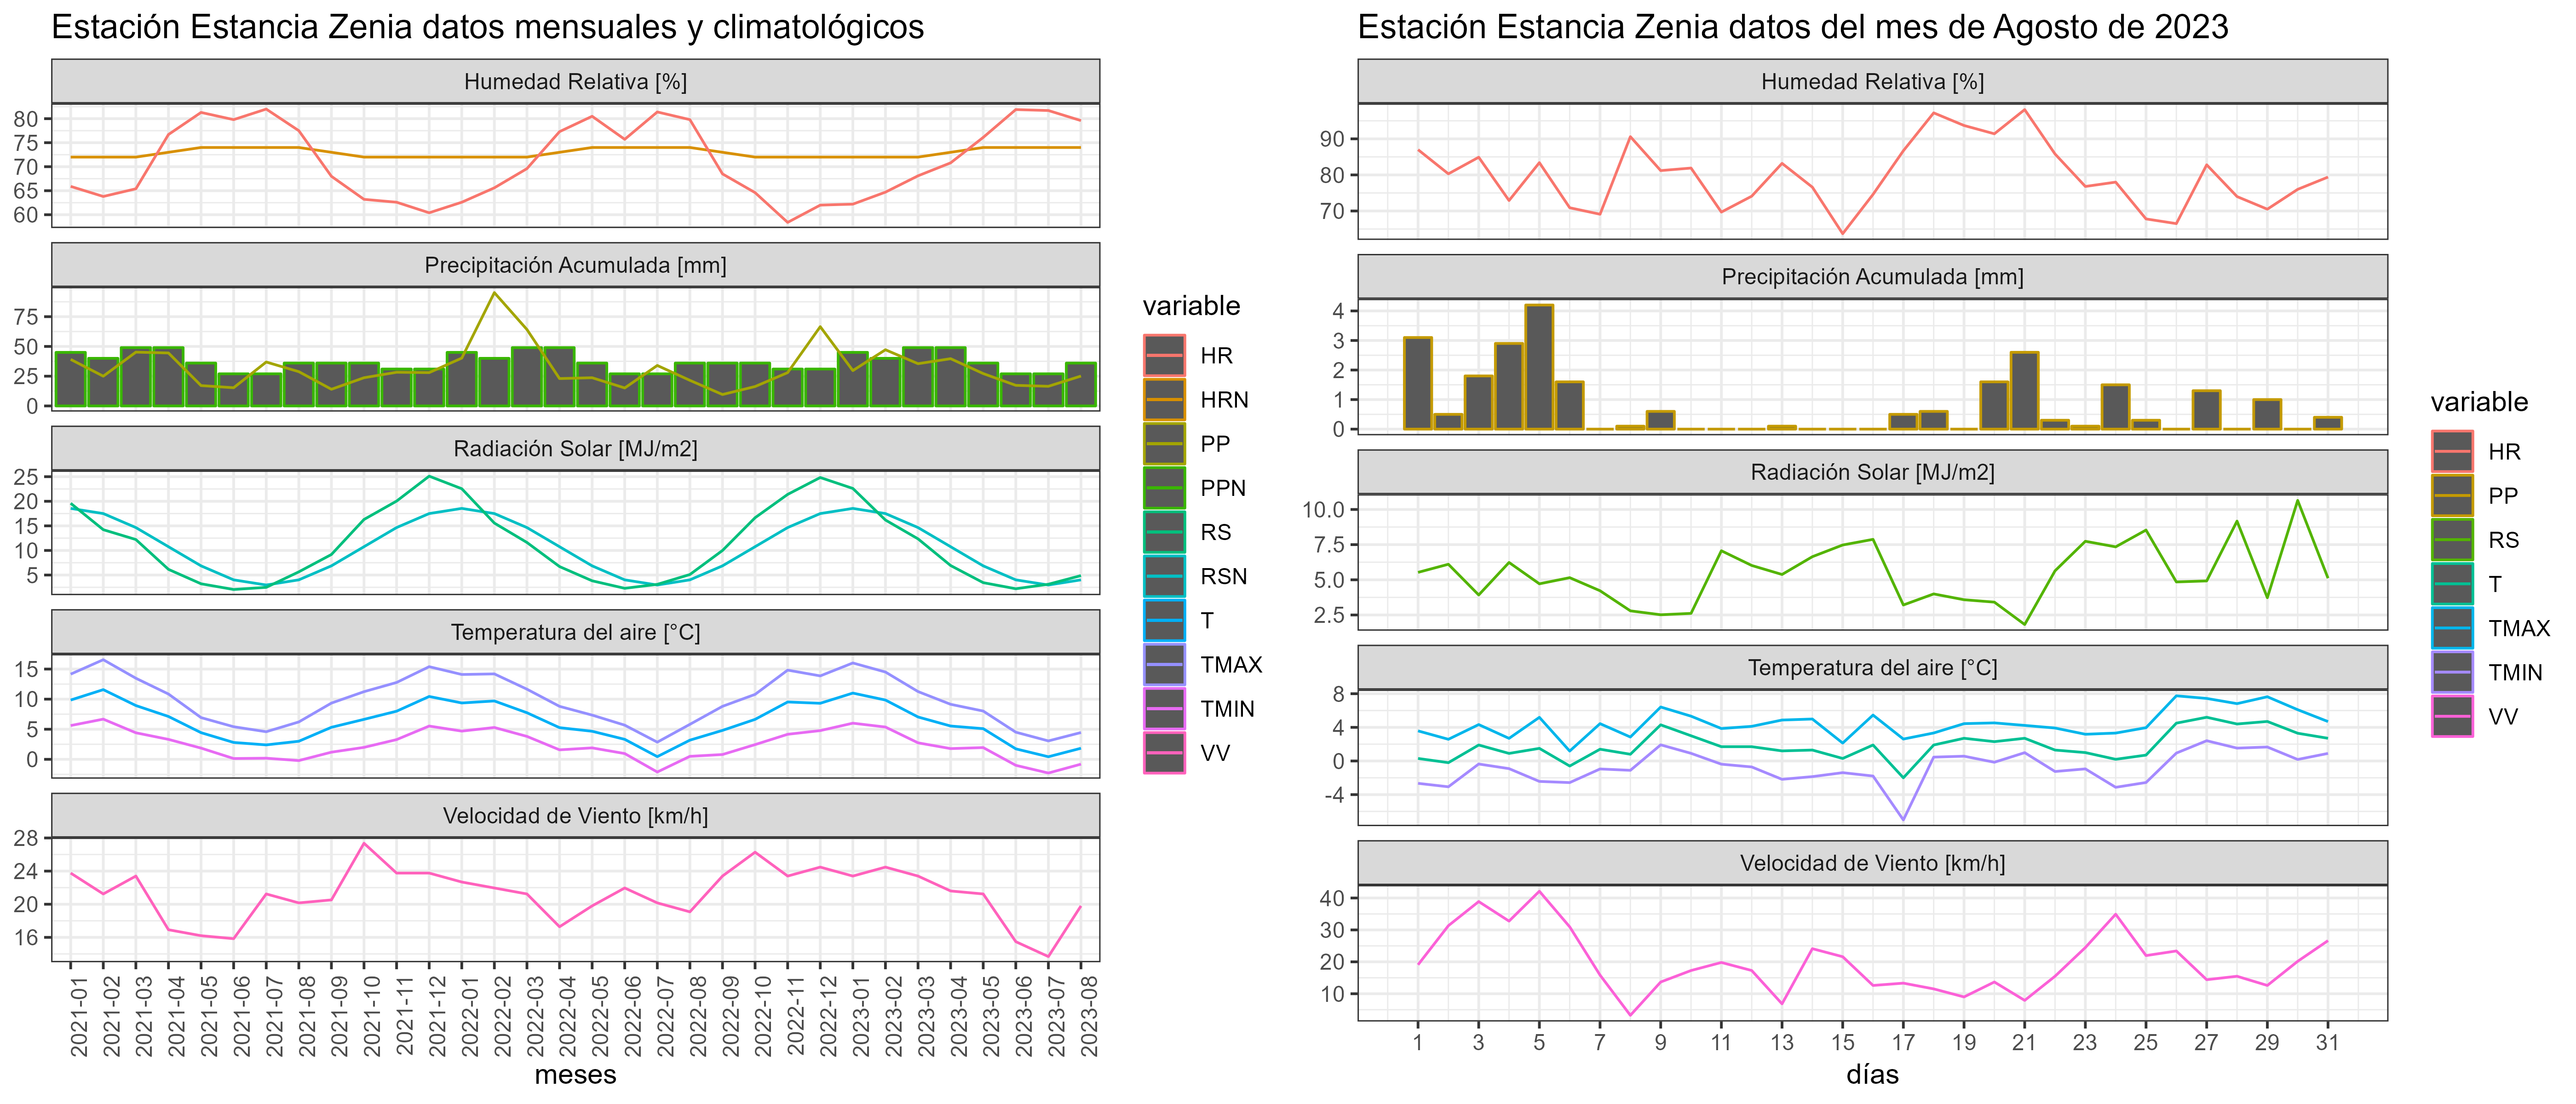 Estación Estancia Zenia datos mensuales y climatológicos
Humedad Relativa [%]
80
75
70
65
60
Precipitación Acumulada [mm]
75
50
25
0
Radiación Solar [MJ/m2]
25
20
15
10
5
Temperatura del aire [°C]
15
10
5
0
Velocidad de Viento [km/h]
28
24
20
16
2021-01
2021-02
2021-03
2021-04
2021-05
2021-06
2021-07
2021-08
2021-09
2021-10
2021-11
2021-12
2022-01
2022-02
2022-03
2022-04
2022-05
2022-06
2022-07
2022-08
2022-09
2022-10
2022-11
2022-12
2023-01
2023-02
2023-03
2023-04
2023-05
2023-06
2023-07
2023-08
meses
variable
HR
HRN
PP
PPN
RS
RSN
T
TMAX
TMIN
VV
Estación Estancia Zenia datos del mes de Agosto de 2023
Humedad Relativa [%]
90
80
70
Precipitación Acumulada [mm]
4
3
2
1
0
Radiación Solar [MJ/m2]
10.0
7.5
5.0
2.5
Temperatura del aire [°C]
8
4
0
-4
Velocidad de Viento [km/h]
40
30
20
10
1 3 5 7 9 11 13 15 17 19 21 23 25 27 29 31
días
variable
HR
PP
RS
T
TMAX
TMIN
VV